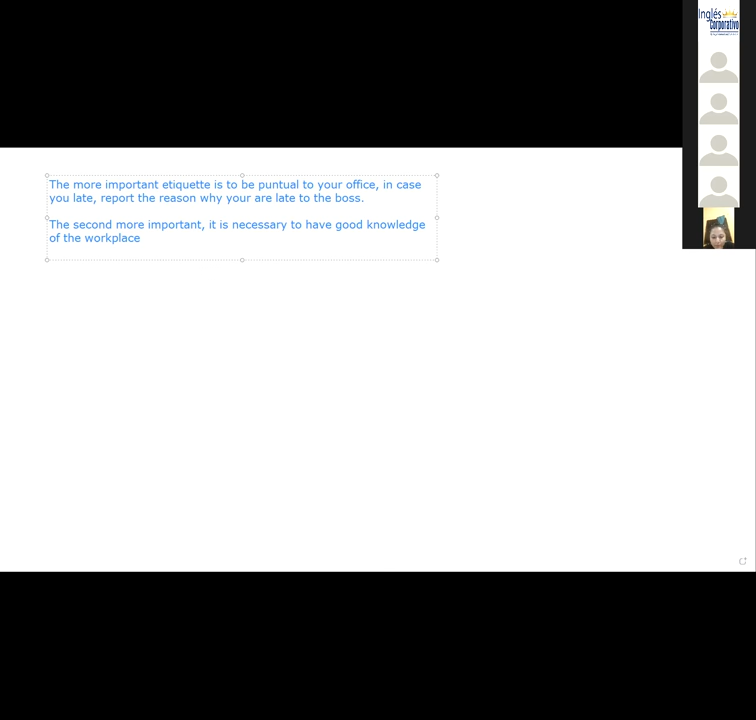 Inglés
Corporativo
The more important etiquette is to be puntual to your office, in case
you late, report the reason why your are late to the boss.
The second more important, it is necessary to have good knowledge
of the workplace